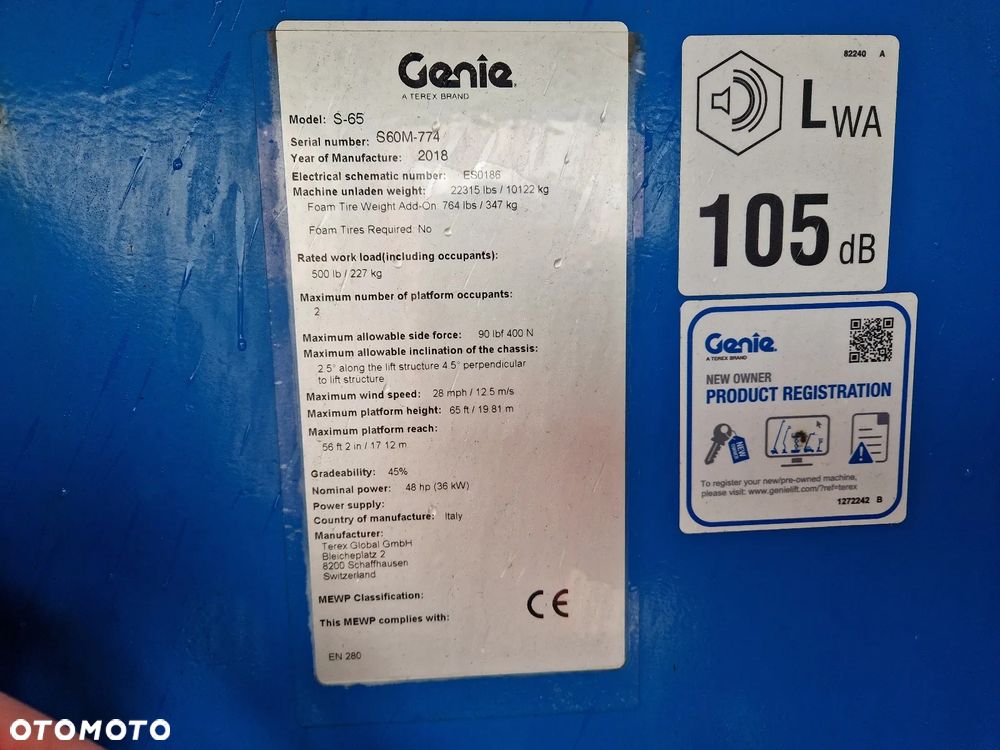 Genie
A TEREX BRAND
Model: S-65
Serial number: S60M-774
Year of Manufacture: 2018
Electrical schematic number: ES0186
Machine unladen weight: 22315 lbs / 10122 kg
Foam Tire Weight Add-On: 764 lbs / 347 kg
Foam Tires Required: No
Rated work load(including occupants):
500 lb / 227 kg
Maximum number of platform occupants:
2
Maximum allowable side force: 90 lbf 400 N
Maximum allowable inclination of the chassis:
2.5° along the lift structure 4.5° perpendicular
to lift structure
Maximum wind speed: 28 mph / 12.5 m/s
Maximum platform height: 65 ft / 19.81 m
Maximum platform reach:
56 ft 2 in / 17.12 m
Gradeability: 45%
Nominal power: 48 hp (36 kW)
Power supply:
Country of manufacture: Italy
Manufacturer:
Terex Global GmbH
Bleicheplatz 2
8200 Schaffhausen
Switzerland
MEWP Classification:
CE
This MEWP complies with:
EN 280
82240 A
LWA
105 dB
Genie
A TEREX BRAND
NEW OWNER
PRODUCT REGISTRATION
NEW OWNER
To register your new/pre-owned machine,
please visit: www.genielift.com/?ref=terex
1272242 B
OTOMOTO